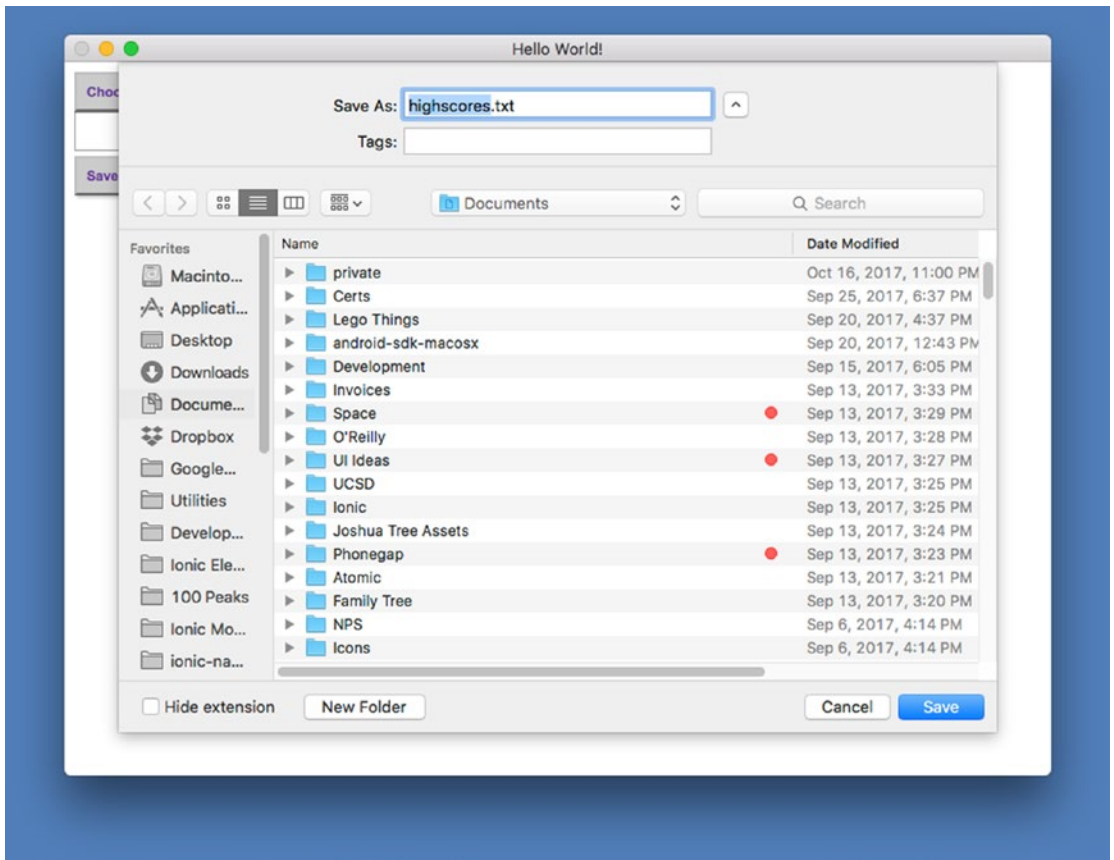 Hello World!
Choo
Save As: highscores.txt
Tags:
Save
Documents
Search
Favorites
Name Date Modified
Macinto... private Oct 16, 2017, 11:00 PM
Certs Sep 25, 2017, 6:37 PM
Applicati... Lego Things Sep 20, 2017, 4:37 PM
Desktop android-sdk-macosx Sep 20, 2017, 12:43 PM
Downloads Development Sep 15, 2017, 6:05 PM
Invoices Sep 13, 2017, 3:33 PM
Docume... Space Sep 13, 2017, 3:29 PM
Dropbox O'Reilly Sep 13, 2017, 3:28 PM
Google... UI Ideas Sep 13, 2017, 3:27 PM
UCSD Sep 13, 2017, 3:25 PM
Utilities Ionic Sep 13, 2017, 3:25 PM
Develop... Joshua Tree Assets Sep 13, 2017, 3:24 PM
Ionic Ele... Phonegap Sep 13, 2017, 3:23 PM
Atomic Sep 13, 2017, 3:21 PM
100 Peaks Family Tree Sep 13, 2017, 3:20 PM
Ionic Mo... NPS Sep 6, 2017, 4:14 PM
ionic-na... Icons Sep 6, 2017, 4:14 PM
Hide extension New Folder Cancel Save